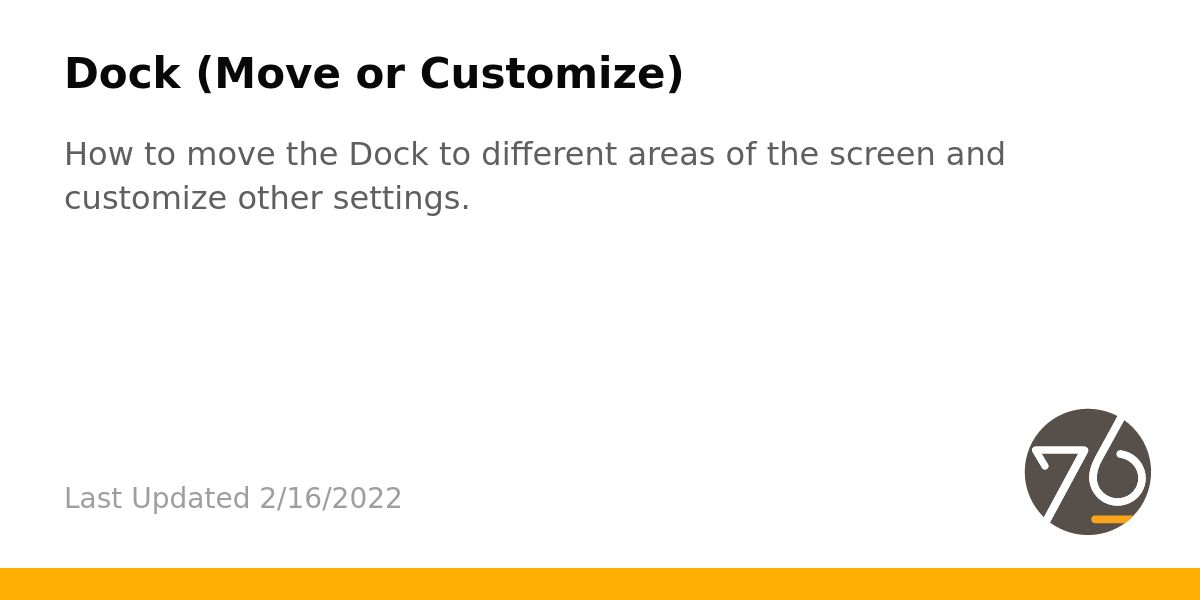 Dock (Move or Customize)
How to move the Dock to different areas of the screen and
customize other settings.
Last Updated 2/16/2022
76